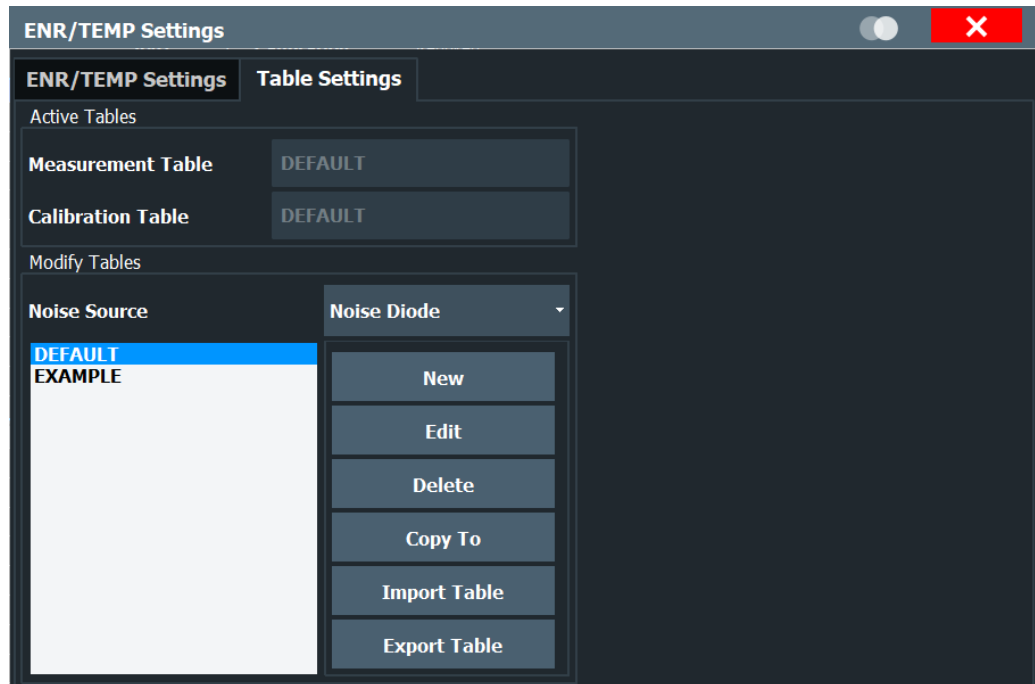 ENR/TEMP Settings
ENR/TEMP Settings Table Settings
Active Tables
Measurement Table DEFAULT
Calibration Table DEFAULT
Modify Tables
Noise Source Noise Diode
DEFAULT
EXAMPLE
New
Edit
Delete
Copy To
Import Table
Export Table